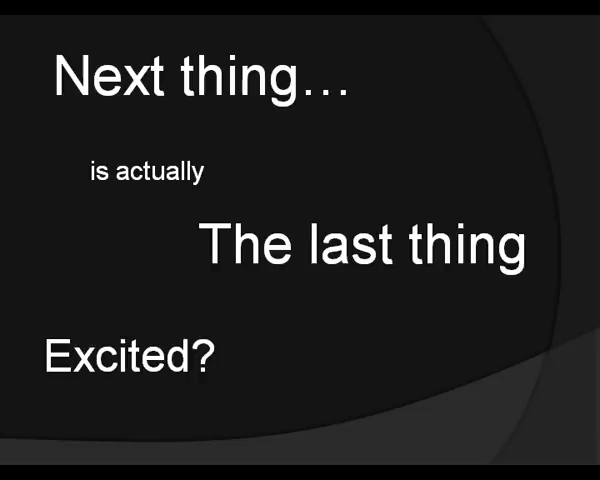 Next thing…
is actually
The last thing
Excited?